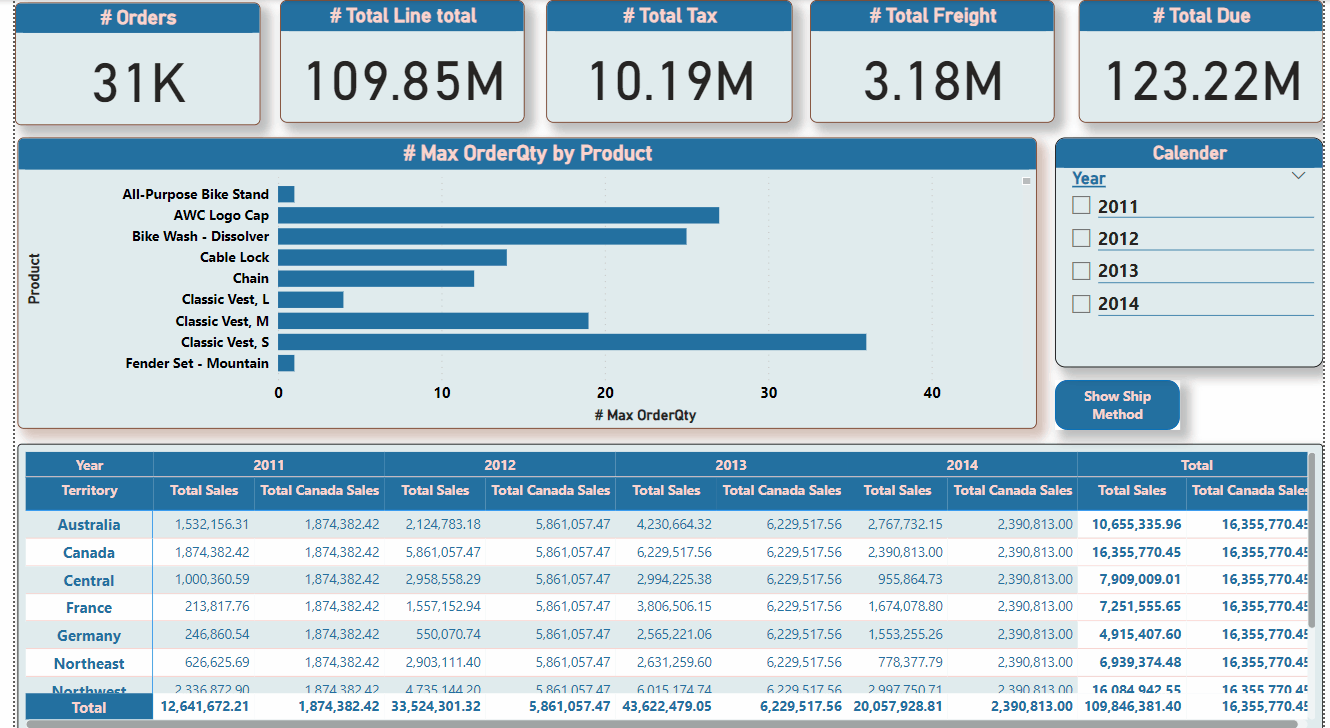 # Orders # Total Line total # Total Tax # Total Freight # Total Due
31K 109.85M 10.19M 3.18M 123.22M
# Max OrderQty by Product
Product
All-Purpose Bike Stand
AWC Logo Cap
Bike Wash - Dissolver
Cable Lock
Chain
Classic Vest, L
Classic Vest, M
Classic Vest, S
Fender Set - Mountain
0 10 20 30 40
# Max OrderQty
Calender
Year
2011
2012
2013
2014
Show Ship
Method
Year 2011 2012 2013 2014 Total
Territory Total Sales Total Canada Sales Total Sales Total Canada Sales Total Sales Total Canada Sales Total Sales Total Canada Sales Total Sales Total Canada Sales
Australia 1,532,156.31 1,874,382.42 2,124,783.18 5,861,057.47 4,230,664.32 6,229,517.56 2,767,732.15 2,390,813.00 10,655,335.96 16,355,770.45
Canada 1,874,382.42 1,874,382.42 5,861,057.47 5,861,057.47 6,229,517.56 6,229,517.56 2,390,813.00 2,390,813.00 16,355,770.45 16,355,770.45
Central 1,000,360.59 1,874,382.42 2,958,558.29 5,861,057.47 2,994,225.38 6,229,517.56 955,864.73 2,390,813.00 7,909,009.01 16,355,770.45
France 213,817.76 1,874,382.42 1,557,152.94 5,861,057.47 3,806,506.15 6,229,517.56 1,674,078.80 2,390,813.00 7,251,555.65 16,355,770.45
Germany 246,860.54 1,874,382.42 550,070.74 5,861,057.47 2,565,221.06 6,229,517.56 1,553,255.26 2,390,813.00 4,915,407.60 16,355,770.45
Northeast 626,625.69 1,874,382.42 2,903,111.40 5,861,057.47 2,631,259.60 6,229,517.56 778,377.79 2,390,813.00 6,939,374.48 16,355,770.45
Northwest 2,336,872.90 1,874,382.42 4,735,144.20 5,861,057.47 6,015,174.74 6,229,517.56 2,997,750.71 2,390,813.00 16,084,942.55 16,355,770.45
Total 12,641,672.21 1,874,382.42 33,524,301.32 5,861,057.47 43,622,479.05 6,229,517.56 20,057,928.81 2,390,813.00 109,846,381.40 16,355,770.45